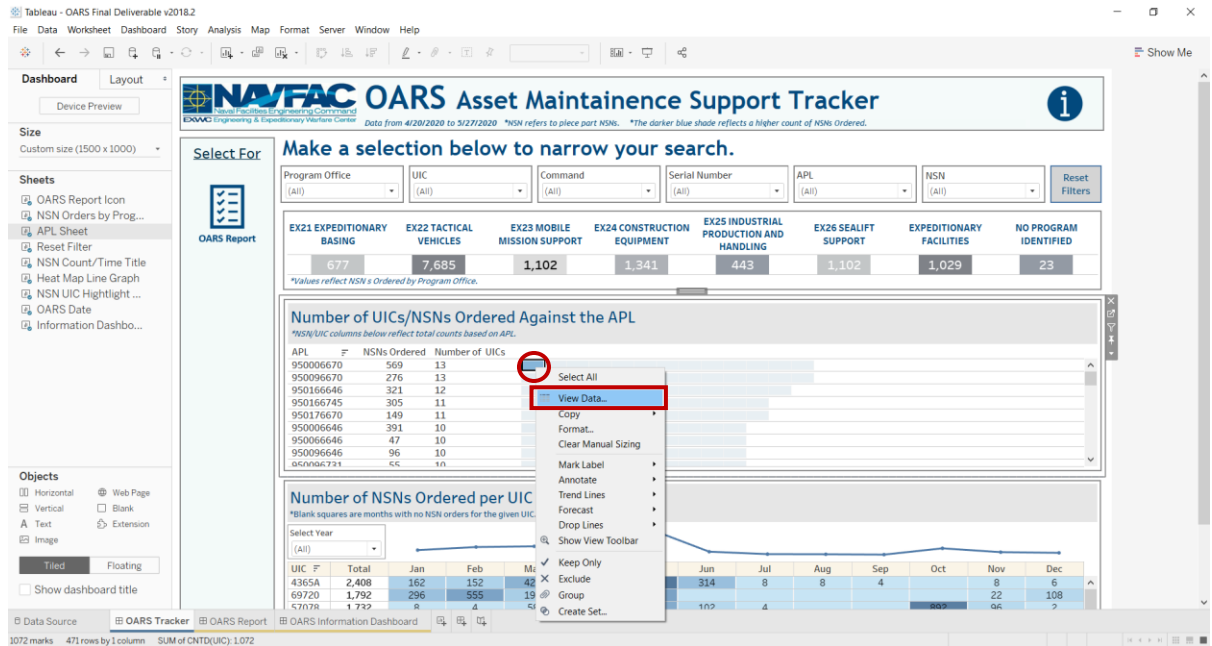 Tableau - OARS Final Deliverable v2018.2
File Data Worksheet Dashboard Story Analysis Map Format Server Window Help
Show Me
Dashboard Layout
Device Preview
Size
Custom size (1500 x 1000)
Sheets
OARS Report Icon
NSN Orders by Prog...
APL Sheet
Reset Filter
NSN Count/Time Title
Heat Map Line Graph
NSN UIC Hightlight ...
OARS Date
Information Dashbo...
Objects
Horizontal Web Page
Vertical Blank
A Text Extension
Image
Tiled Floating
Show dashboard title
NAVFAC
Naval Facilities Engineering Command
EXWC Engineering & Expeditionary Warfare Center
OARS Asset Maintainence Support Tracker
Data from 4/20/2020 to 5/27/2020 *NSN refers to piece part NSNs. *The darker blue shade reflects a higher count of NSNs Ordered.
i
Select For
OARS Report
Make a selection below to narrow your search.
Program Office UIC Command Serial Number APL NSN
(All) (All) (All) (All) (All) (All)
Reset
Filters
EX21 EXPEDITIONARY BASING
EX22 TACTICAL VEHICLES
EX23 MOBILE MISSION SUPPORT
EX24 CONSTRUCTION EQUIPMENT
EX25 INDUSTRIAL PRODUCTION AND HANDLING
EX26 SEALIFT SUPPORT
EXPEDITIONARY FACILITIES
NO PROGRAM IDENTIFIED
677 7,685 1,102 1,341 443 1,102 1,029 23
*Values reflect NSN s Ordered by Program Office.
Number of UICs/NSNs Ordered Against the APL
*NSN/UIC columns below reflect total counts based on APL.
APL NSNs Ordered Number of UICs
950006670 569 13
950096670 276 13
950166646 321 12
950166745 305 11
950176670 149 11
950006646 391 10
950066646 47 10
950096646 96 10
950096731 55 10
Select All
View Data...
Copy
Format...
Clear Manual Sizing
Mark Label
Annotate
Trend Lines
Forecast
Drop Lines
Show View Toolbar
Keep Only
Exclude
Group
Create Set...
Number of NSNs Ordered per UIC
*Blank squares are months with no NSN orders for the given UIC.
Select Year
(All)
UIC Total Jan Feb Jun Jul Aug Sep Oct Nov Dec
4365A 2,408 162 152 42 314 8 8 4 8 6
69720 1,792 296 555 19 22 108
57078 1,732 8 4 102 4 892 96 2
Data Source OARS Tracker OARS Report OARS Information Dashboard
1072 marks 471 rows by 1 column SUM of CNTD(UIC): 1,072